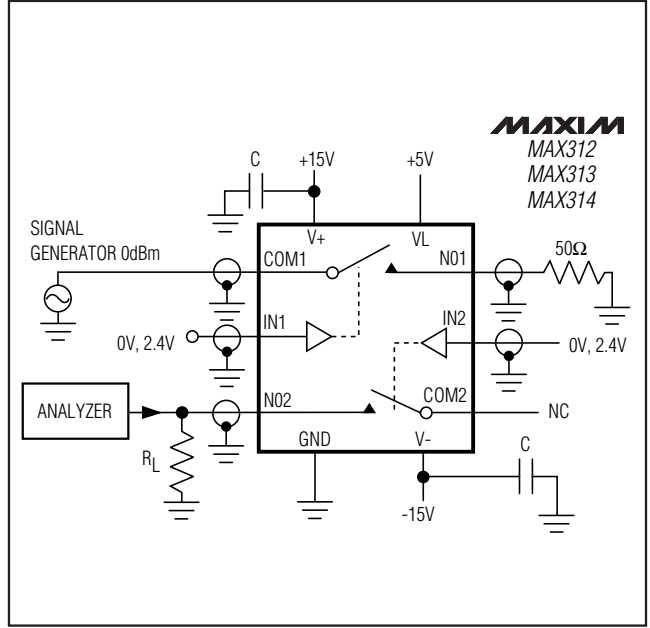 MAXIM
MAX312
MAX313
MAX314
C
+15V
+5V
SIGNAL
GENERATOR 0dBm
V+
VL
COM1
N01
50Ω
IN1
IN2
0V, 2.4V
0V, 2.4V
ANALYZER
N02
COM2
NC
RL
GND
V-
C
-15V